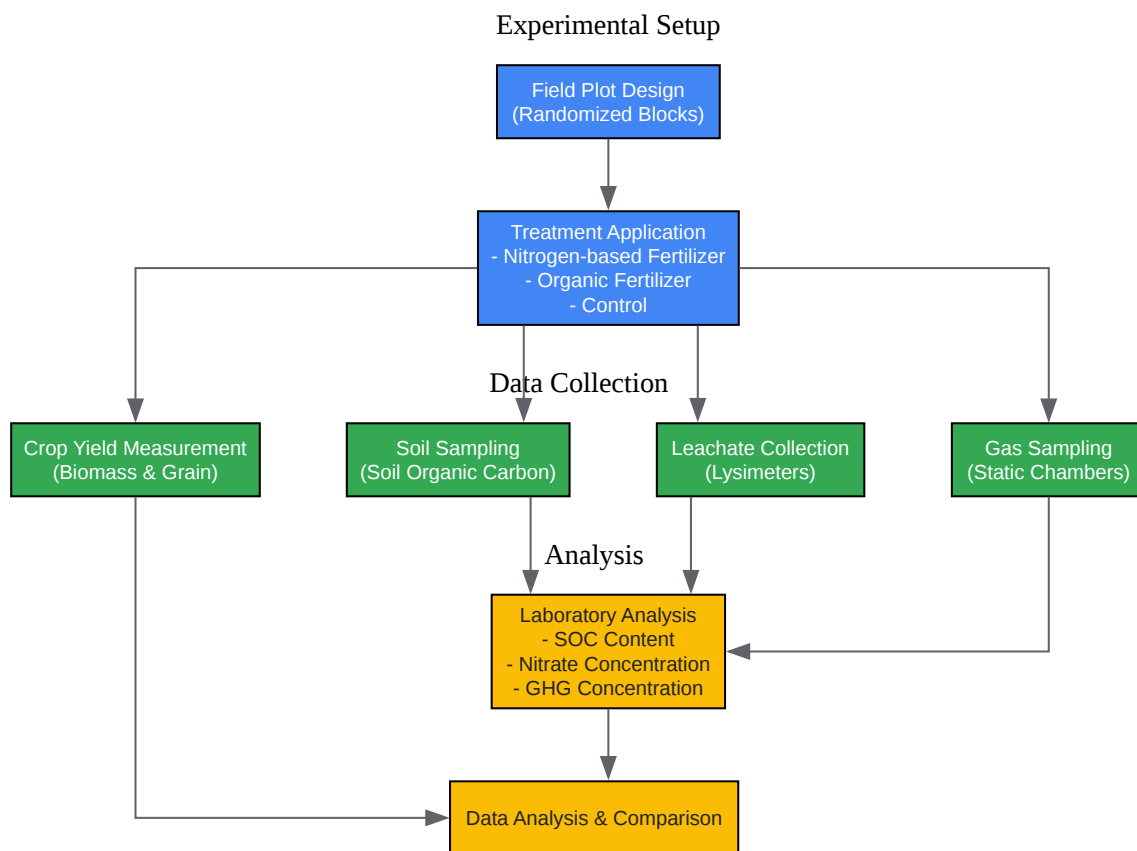 Experimental Setup
Field Plot Design
(Randomized Blocks)
Treatment Application
- Nitrogen-based Fertilizer
- Organic Fertilizer
- Control
Data Collection
Crop Yield Measurement
(Biomass & Grain)
Soil Sampling
(Soil Organic Carbon)
Leachate Collection
(Lysimeters)
Gas Sampling
(Static Chambers)
Analysis
Laboratory Analysis
- SOC Content
- Nitrate Concentration
- GHG Concentration
Data Analysis & Comparison